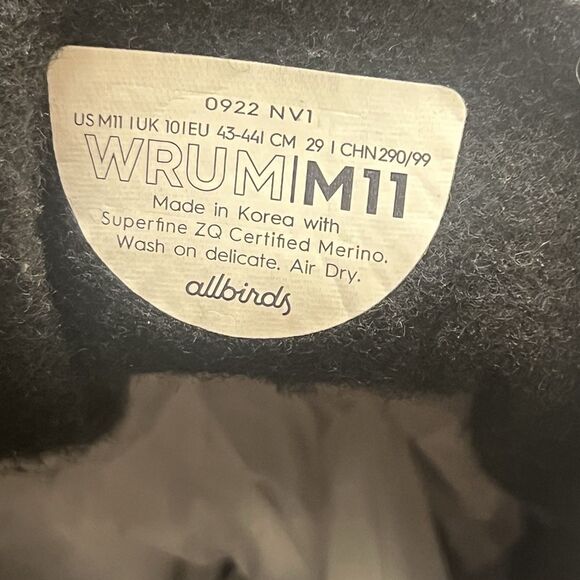 0922 NV1
US M11 | UK 10 | EU 43-44 | CM 29 | CHN 290/99
WRUM|M11
Made in Korea with
Superfine ZQ Certified Merino.
Wash on delicate. Air Dry.
allbirds